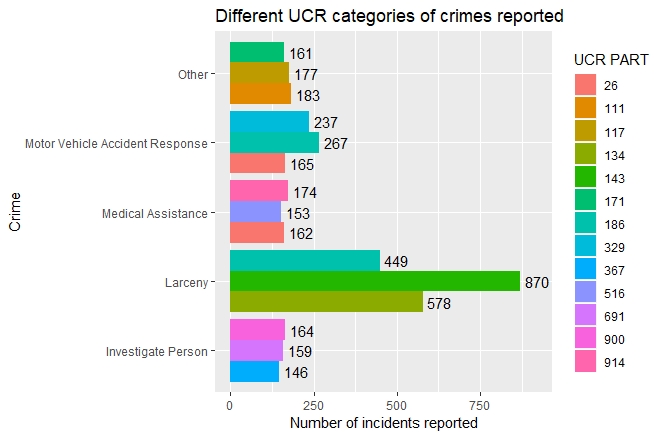 Different UCR categories of crimes reported
Crime
Other
161
177
183
Motor Vehicle Accident Response
237
267
165
Medical Assistance
174
153
162
Larceny
449
870
578
Investigate Person
164
159
146
0 250 500 750
Number of incidents reported
UCR PART
26
111
117
134
143
171
186
329
367
516
691
900
914